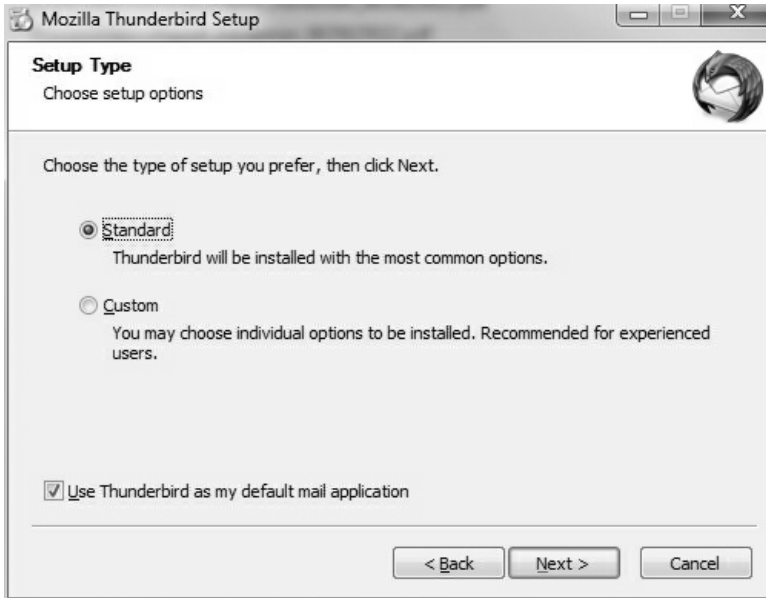 Mozilla Thunderbird Setup
Setup Type
Choose setup options
Choose the type of setup you prefer, then click Next.
Standard
Thunderbird will be installed with the most common options.
Custom
You may choose individual options to be installed. Recommended for experienced
users.
Use Thunderbird as my default mail application
< Back Next > Cancel